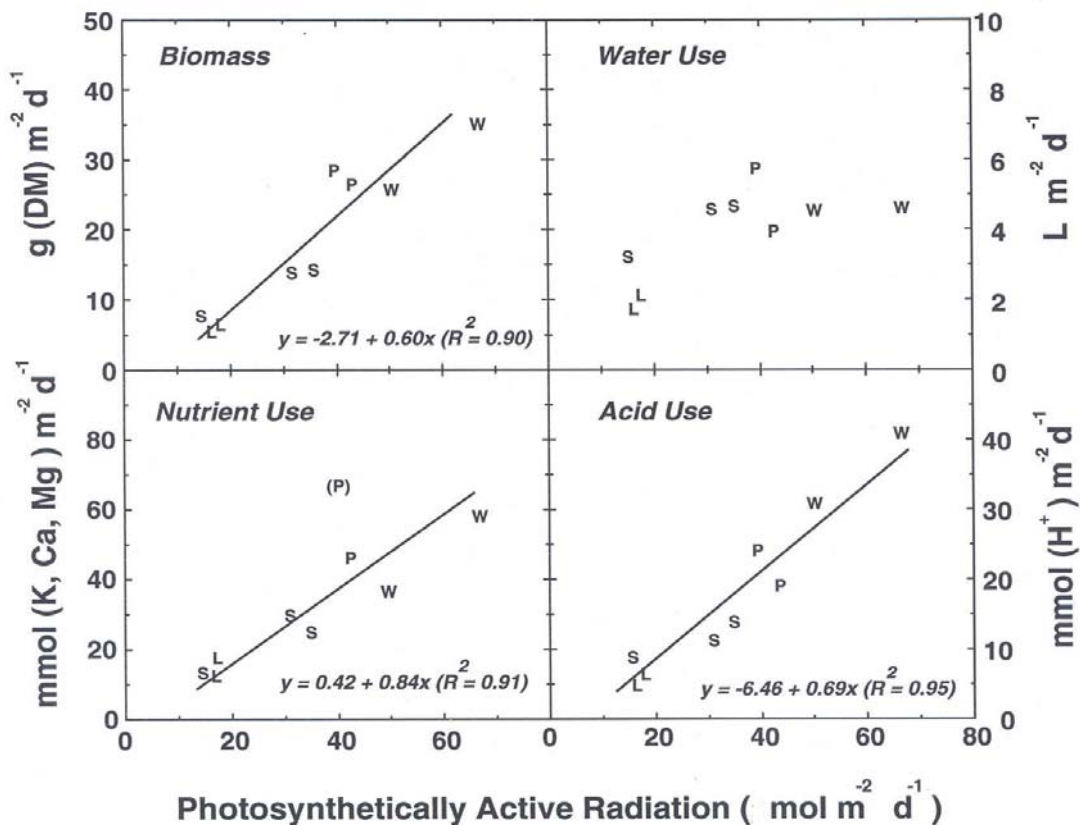 50
40
30
20
10
0
g (DM) m-2 d-1
Biomass
P
P
W
W
S
S
S
L
L
y = -2.71 + 0.60x (R2 = 0.90)
Water Use
P
S
S
P
W
W
S
L
L
10
8
6
4
2
0
L m-2 d-1
80
60
40
20
0
mmol (K, Ca, Mg ) m-2 d-1
Nutrient Use
(P)
P
W
W
S
S
L
S
L
y = 0.42 + 0.84x (R2 = 0.91)
Acid Use
W
W
P
P
S
S
S
L
L
y = -6.46 + 0.69x (R2 = 0.95)
40
30
20
10
0
mmol (H+) m-2 d-1
0 20 40 60
20 40 60 80
Photosynthetically Active Radiation ( mol m-2 d-1)